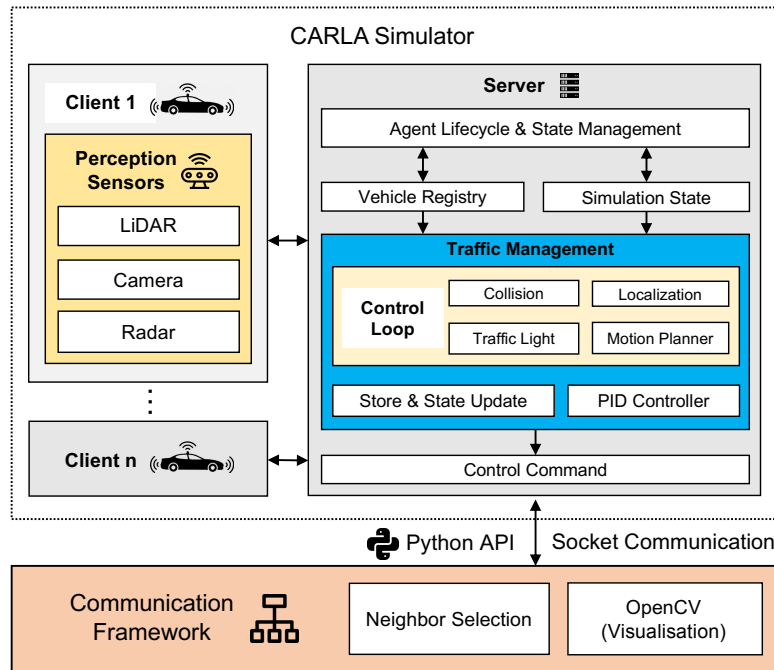 CARLA Simulator
Client 1
Perception
Sensors
LiDAR
Camera
Radar
Client n
Server
Agent Lifecycle & State Management
Vehicle Registry
Simulation State
Traffic Management
Control
Loop
Collision
Localization
Traffic Light
Motion Planner
Store & State Update
PID Controller
Control Command
Python API
Socket Communication
Communication
Framework
Neighbor Selection
OpenCV
(Visualisation)